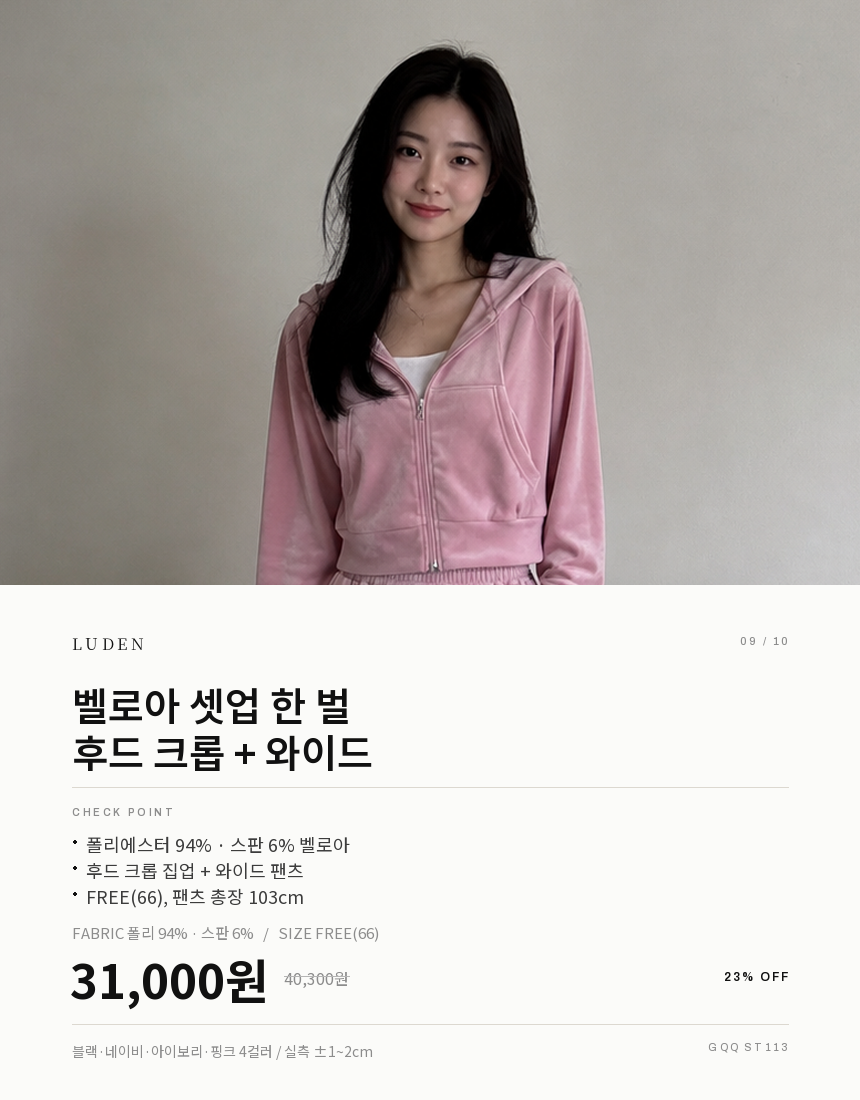 LUDEN
09 / 10
벨로아 셋업 한 벌
후드 크롭 + 와이드
CHECK POINT
• 폴리에스터 94% · 스판 6% 벨로아
• 후드 크롭 집업 + 와이드 팬츠
• FREE(66), 팬츠 총장 103cm
FABRIC 폴리 94% · 스판 6% / SIZE FREE(66)
31,000원 40,300원
23% OFF
블랙·네이비·아이보리·핑크 4컬러 / 실측 ±1~2cm
GQQ ST113